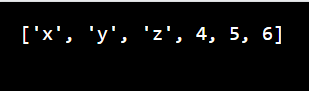 ['x', 'y', 'z', 4, 5, 6]